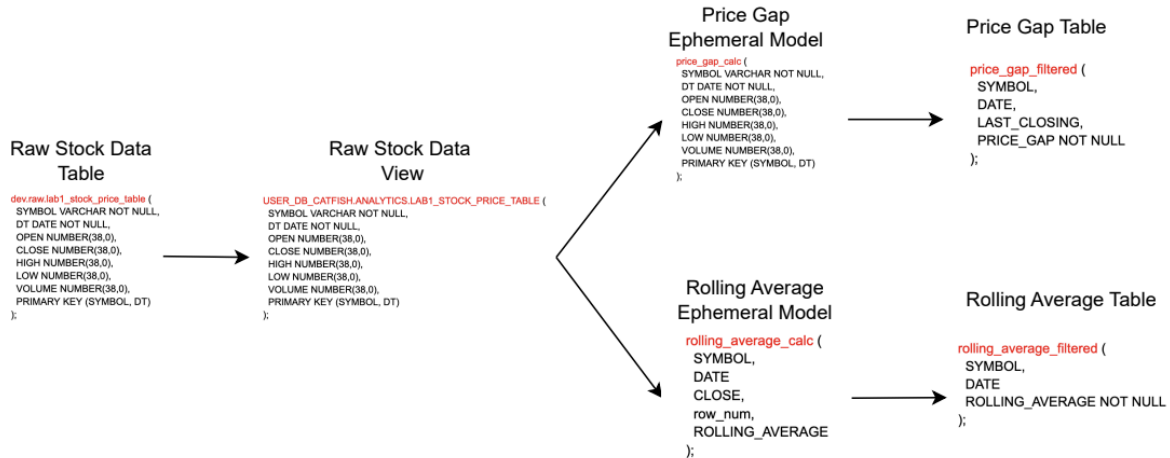 Raw Stock Data
Table
dev.raw.lab1_stock_price_table (
SYMBOL VARCHAR NOT NULL,
DT DATE NOT NULL,
OPEN NUMBER(38,0),
CLOSE NUMBER(38,0),
HIGH NUMBER(38,0),
LOW NUMBER(38,0),
VOLUME NUMBER(38,0),
PRIMARY KEY (SYMBOL, DT)
);
Raw Stock Data
View
USER_DB_CATFISH.ANALYTICS.LAB1_STOCK_PRICE_TABLE (
SYMBOL VARCHAR NOT NULL,
DT DATE NOT NULL,
OPEN NUMBER(38,0),
CLOSE NUMBER(38,0),
HIGH NUMBER(38,0),
LOW NUMBER(38,0),
VOLUME NUMBER(38,0),
PRIMARY KEY (SYMBOL, DT)
);
Price Gap
Ephemeral Model
price_gap_calc (
SYMBOL VARCHAR NOT NULL,
DT DATE NOT NULL,
OPEN NUMBER(38,0),
CLOSE NUMBER(38,0),
HIGH NUMBER(38,0),
LOW NUMBER(38,0),
VOLUME NUMBER(38,0),
PRIMARY KEY (SYMBOL, DT)
);
Price Gap Table
price_gap_filtered (
SYMBOL,
DATE,
LAST_CLOSING,
PRICE_GAP NOT NULL
);
Rolling Average
Ephemeral Model
rolling_average_calc (
SYMBOL,
DATE
CLOSE,
row_num,
ROLLING_AVERAGE
);
Rolling Average Table
rolling_average_filtered (
SYMBOL,
DATE
ROLLING_AVERAGE NOT NULL
);